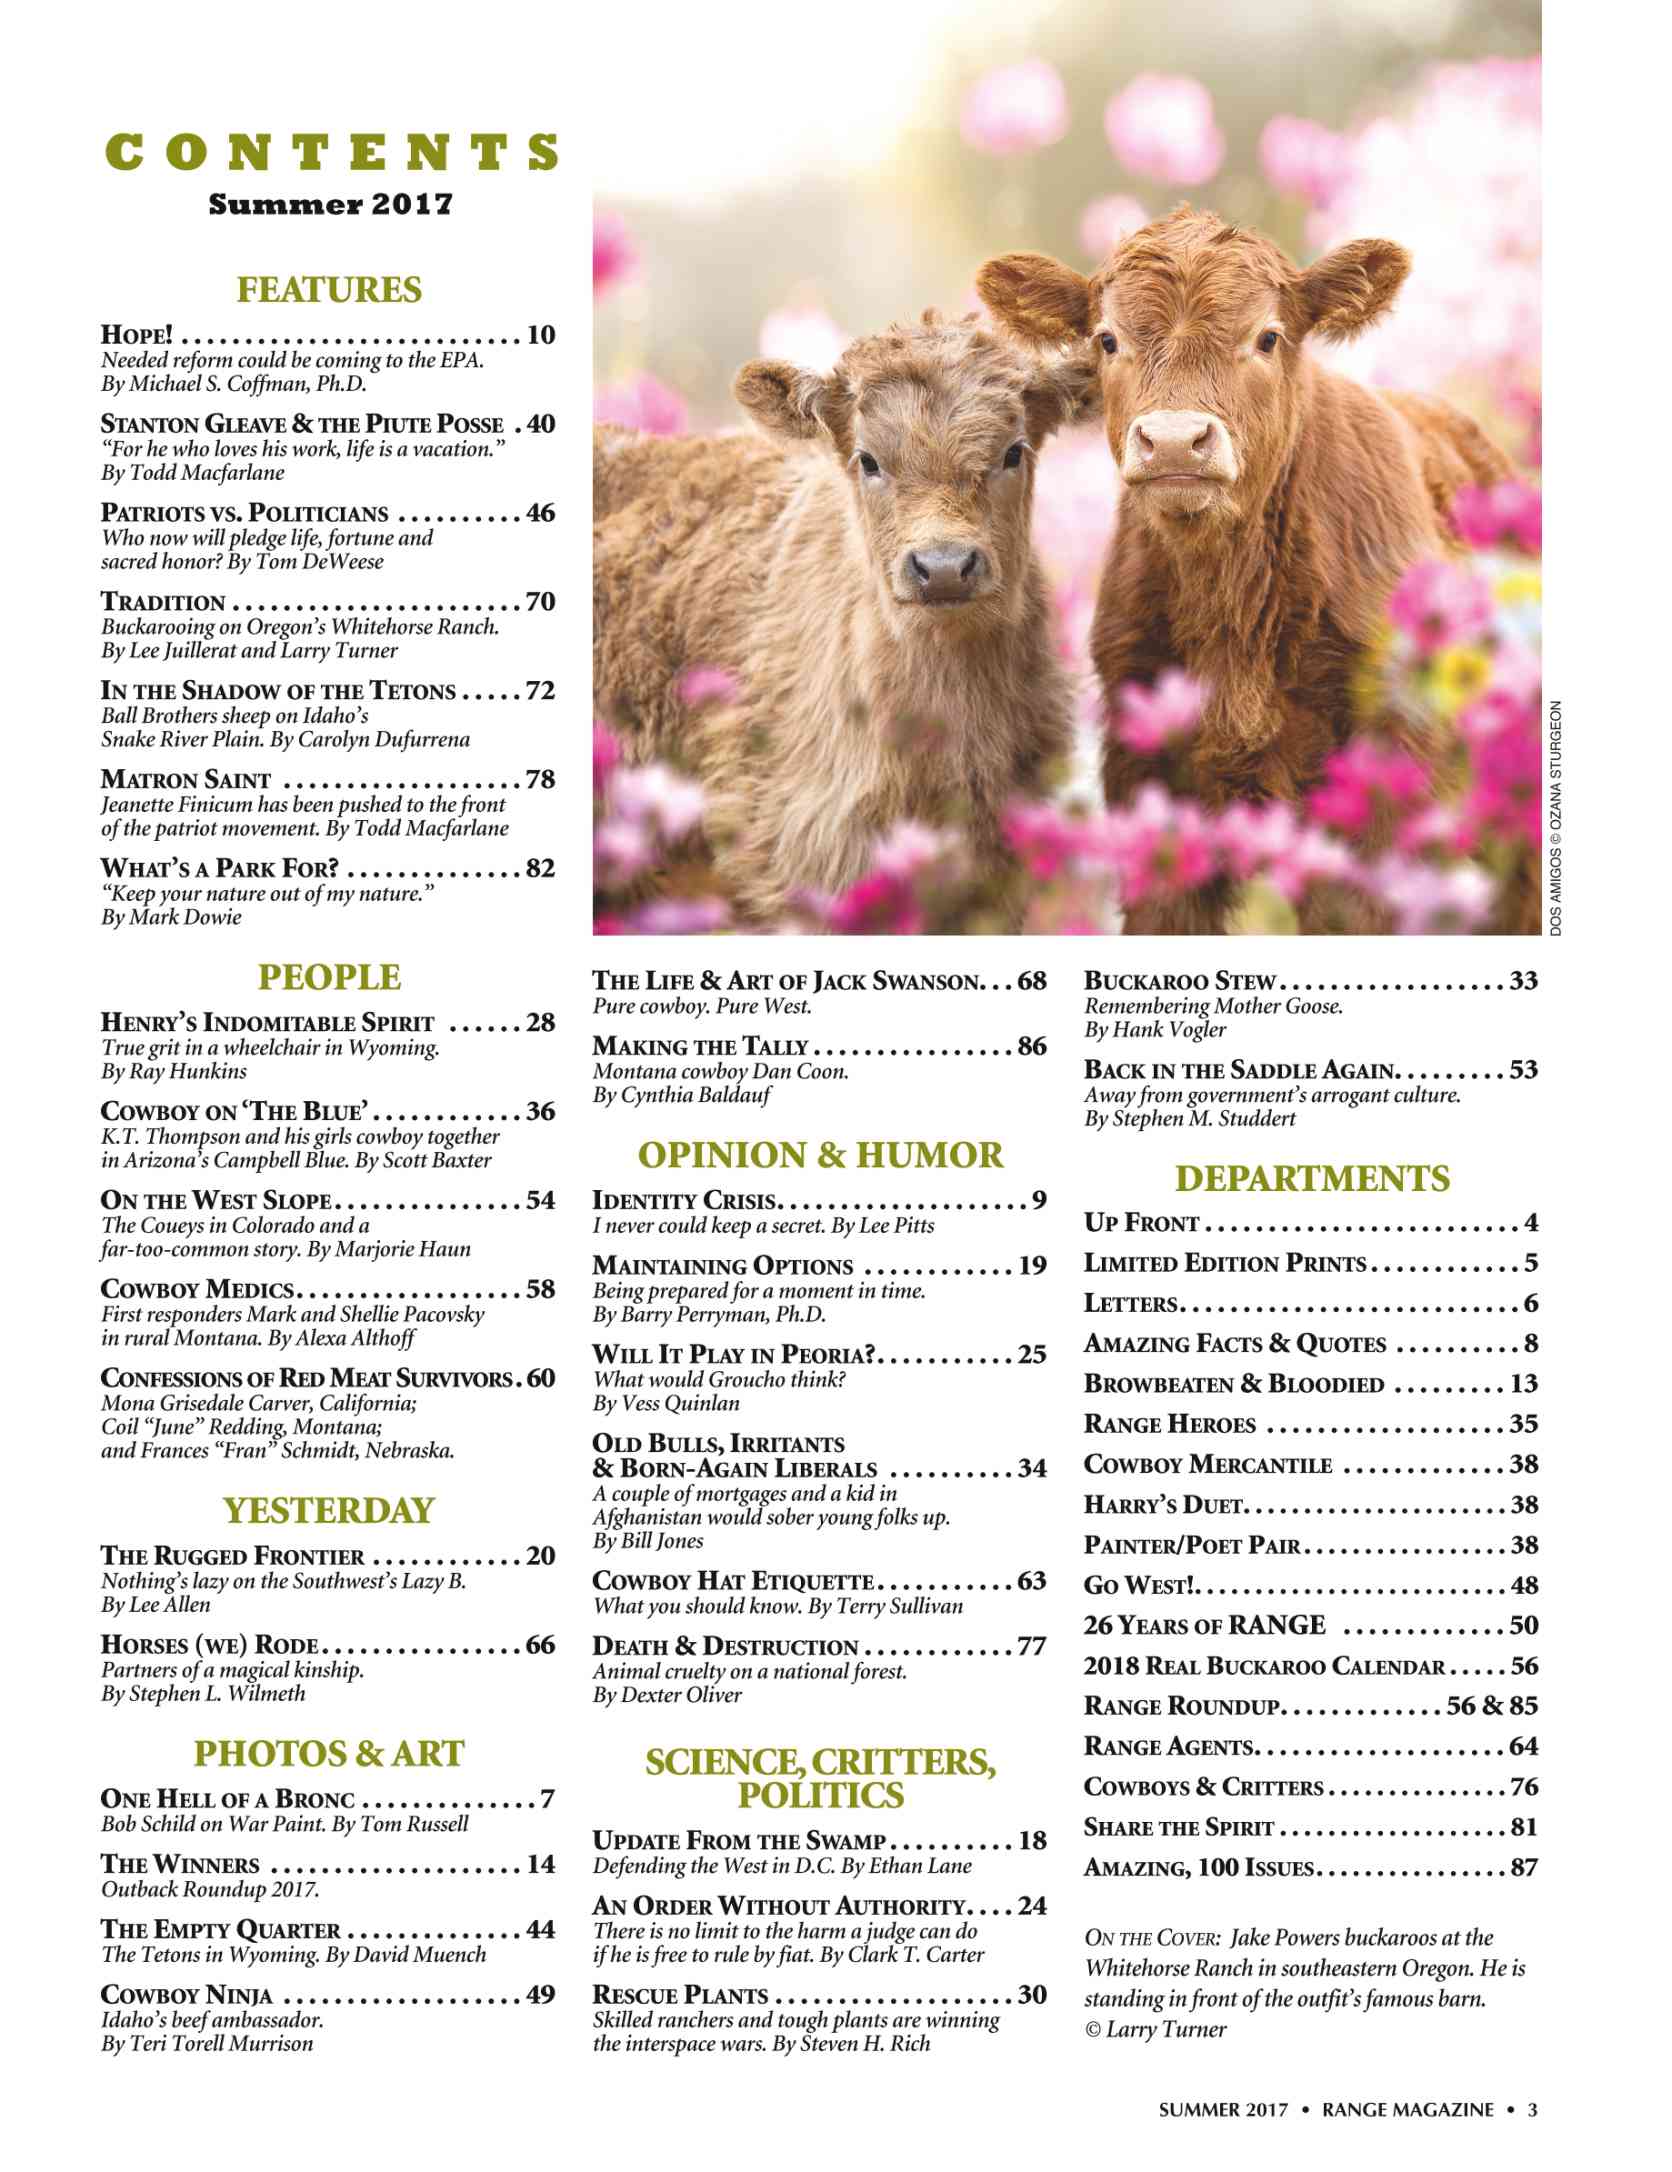 CONTENTS
Summer 2017
FEATURES
HOPE! . . . . . . . . . . . . . . . . . . . . . . . . . . . 10
Needed reform could be coming to the EPA.
By Michael S. Coffman, Ph.D.
STANTON GLEAVE & THE PIUTE POSSE . 40
“For he who loves his work, life is a vacation.”
By Todd Macfarlane
PATRIOTS VS. POLITICIANS . . . . . . . . . . 46
Who now will pledge life, fortune and
sacred honor? By Tom DeWeese
TRADITION . . . . . . . . . . . . . . . . . . . . . . . 70
Buckarooing on Oregon’s Whitehorse Ranch.
By Lee Juillerat and Larry Turner
IN THE SHADOW OF THE TETONS . . . . . 72
Ball Brothers sheep on Idaho’s
Snake River Plain. By Carolyn Dufurrena
MATRON SAINT . . . . . . . . . . . . . . . . . . . 78
Jeanette Finicum has been pushed to the front
of the patriot movement. By Todd Macfarlane
WHAT’S A PARK FOR? . . . . . . . . . . . . . . 82
“Keep your nature out of my nature.”
By Mark Dowie
PEOPLE
HENRY’S INDOMITABLE SPIRIT . . . . . . 28
True grit in a wheelchair in Wyoming.
By Ray Hunkins
COWBOY ON ‘THE BLUE’ . . . . . . . . . . . . 36
K.T. Thompson and his girls cowboy together
in Arizona’s Campbell Blue. By Scott Baxter
ON THE WEST SLOPE . . . . . . . . . . . . . . . 54
The Coueys in Colorado and a
far-too-common story. By Marjorie Haun
COWBOY MEDICS . . . . . . . . . . . . . . . . . . 58
First responders Mark and Shellie Pacovsky
in rural Montana. By Alexa Althoff
CONFESSIONS OF RED MEAT SURVIVORS . 60
Mona Grisedale Carver, California;
Coil “June” Redding, Montana;
and Frances “Fran” Schmidt, Nebraska.
YESTERDAY
THE RUGGED FRONTIER . . . . . . . . . . . . 20
Nothing’s lazy on the Southwest’s Lazy B.
By Lee Allen
HORSES (WE) RODE . . . . . . . . . . . . . . . . 66
Partners of a magical kinship.
By Stephen L. Wilmeth
PHOTOS & ART
ONE HELL OF A BRONC . . . . . . . . . . . . . . 7
Bob Schild on War Paint. By Tom Russell
THE WINNERS . . . . . . . . . . . . . . . . . . . . 14
Outback Roundup 2017.
THE EMPTY QUARTER . . . . . . . . . . . . . . 44
The Tetons in Wyoming. By David Muench
COWBOY NINJA . . . . . . . . . . . . . . . . . . . 49
Idaho’s beef ambassador.
By Teri Torell Murrison
DOS AMIGOS © OZANA STURGEON
THE LIFE & ART OF JACK SWANSON . . . 68
Pure cowboy. Pure West.
MAKING THE TALLY . . . . . . . . . . . . . . . . 86
Montana cowboy Dan Coon.
By Cynthia Baldauf
OPINION & HUMOR
IDENTITY CRISIS . . . . . . . . . . . . . . . . . . . . 9
I never could keep a secret. By Lee Pitts
MAINTAINING OPTIONS . . . . . . . . . . . . 19
Being prepared for a moment in time.
By Barry Perryman, Ph.D.
WILL IT PLAY IN PEORIA? . . . . . . . . . . . 25
What would Groucho think?
By Vess Quinlan
OLD BULLS, IRRITANTS
& BORN-AGAIN LIBERALS . . . . . . . . . . 34
A couple of mortgages and a kid in
Afghanistan would sober young folks up.
By Bill Jones
COWBOY HAT ETIQUETTE . . . . . . . . . . . 63
What you should know. By Terry Sullivan
DEATH & DESTRUCTION . . . . . . . . . . . . 77
Animal cruelty on a national forest.
By Dexter Oliver
SCIENCE, CRITTERS,
POLITICS
UPDATE FROM THE SWAMP . . . . . . . . . . 18
Defending the West in D.C. By Ethan Lane
AN ORDER WITHOUT AUTHORITY . . . . 24
There is no limit to the harm a judge can do
if he is free to rule by fiat. By Clark T. Carter
RESCUE PLANTS . . . . . . . . . . . . . . . . . . . 30
Skilled ranchers and tough plants are winning
the interspace wars. By Steven H. Rich
BUCKAROO STEW . . . . . . . . . . . . . . . . . . 33
Remembering Mother Goose.
By Hank Vogler
BACK IN THE SADDLE AGAIN . . . . . . . . . 53
Away from government’s arrogant culture.
By Stephen M. Studdert
DEPARTMENTS
UP FRONT . . . . . . . . . . . . . . . . . . . . . . . . . 4
LIMITED EDITION PRINTS . . . . . . . . . . . . 5
LETTERS . . . . . . . . . . . . . . . . . . . . . . . . . . . 6
AMAZING FACTS & QUOTES . . . . . . . . . . 8
BROWBEATEN & BLOODIED . . . . . . . . . 13
RANGE HEROES . . . . . . . . . . . . . . . . . . . 35
COWBOY MERCANTILE . . . . . . . . . . . . . 38
HARRY’S DUET . . . . . . . . . . . . . . . . . . . . . 38
PAINTER/POET PAIR . . . . . . . . . . . . . . . . 38
GO WEST! . . . . . . . . . . . . . . . . . . . . . . . . . 48
26 YEARS OF RANGE . . . . . . . . . . . . . 50
2018 REAL BUCKAROO CALENDAR . . . . . 56
RANGE ROUNDUP . . . . . . . . . . . . . 56 & 85
RANGE AGENTS . . . . . . . . . . . . . . . . . . . . 64
COWBOYS & CRITTERS . . . . . . . . . . . . . . 76
SHARE THE SPIRIT . . . . . . . . . . . . . . . . . . 81
AMAZING, 100 ISSUES . . . . . . . . . . . . . . . . 87
ON THE COVER: Jake Powers buckaroos at the
Whitehorse Ranch in southeastern Oregon. He is
standing in front of the outfit’s famous barn.
© Larry Turner
SUMMER 2017 • RANGE MAGAZINE • 3